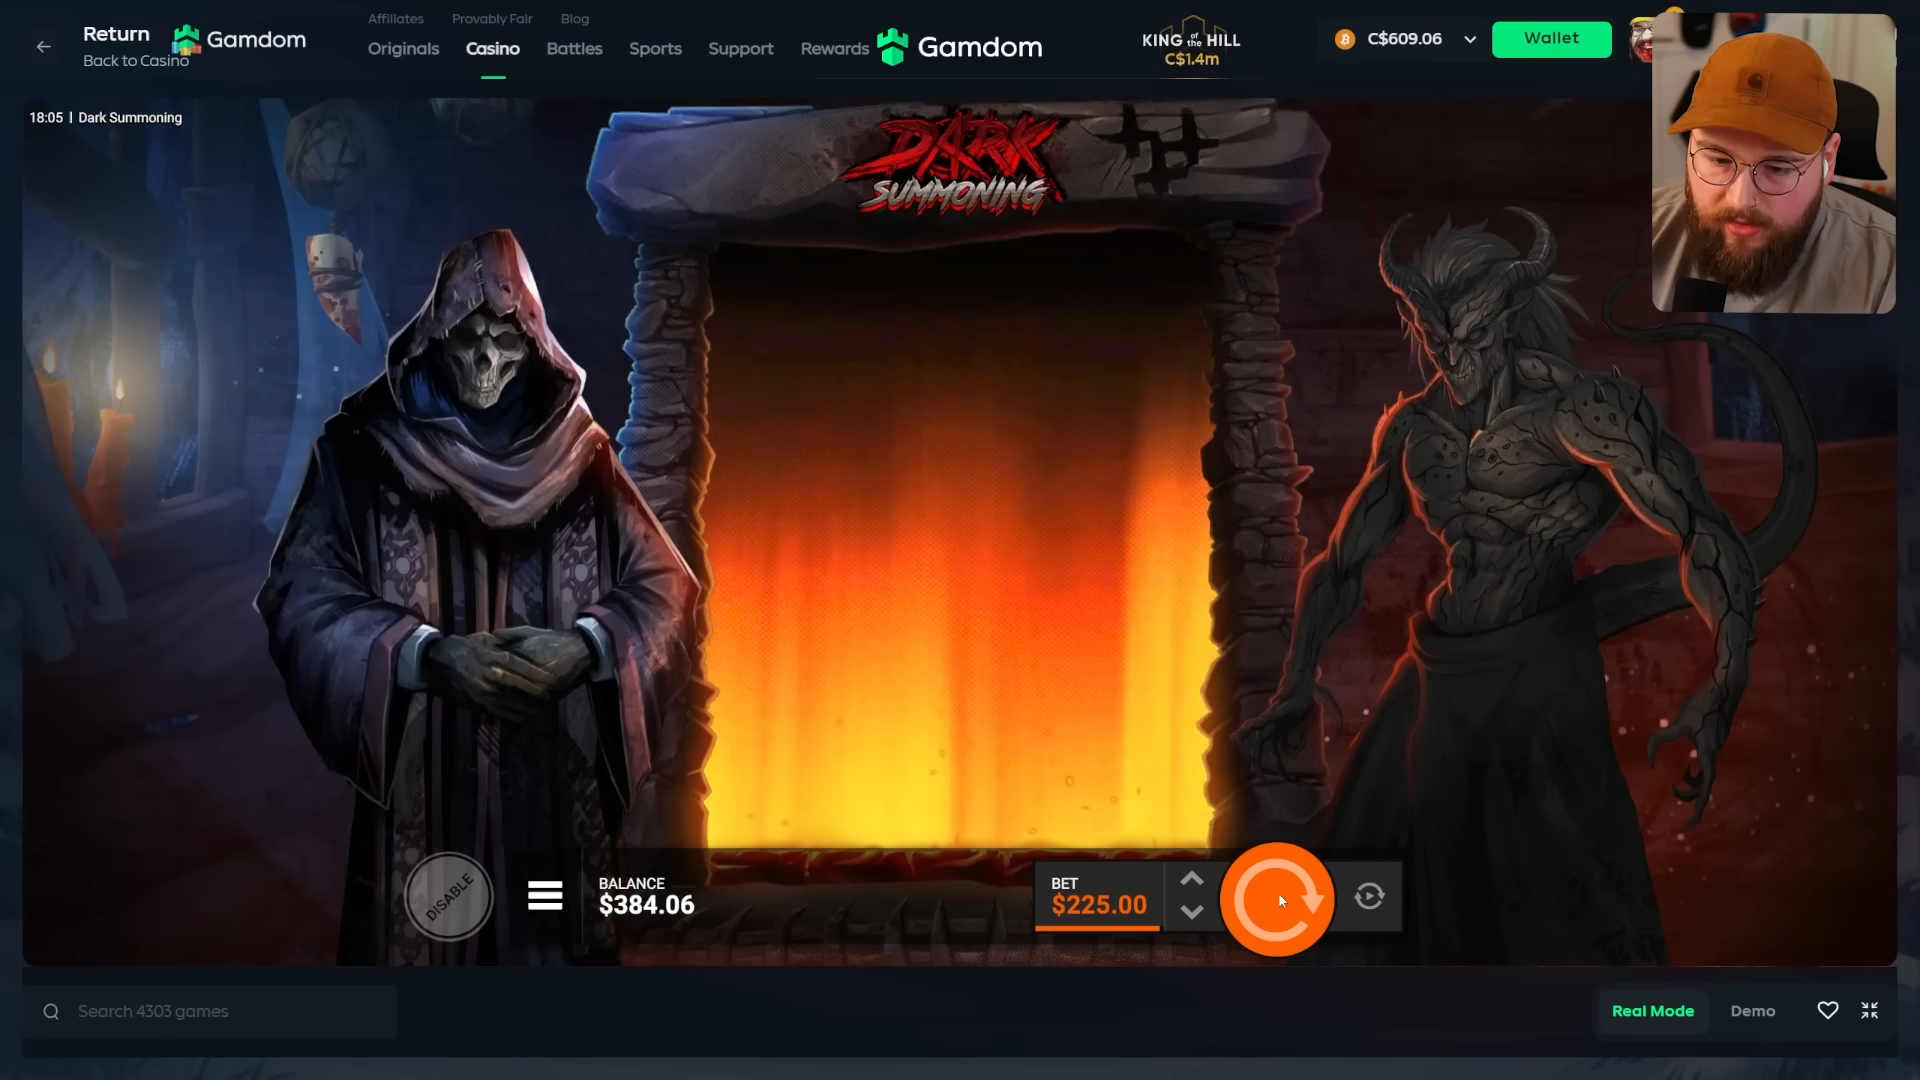 Return
Back to Casino
Gamdom
Affiliates
Provably Fair
Blog
Originals
Casino
Battles
Sports
Support
Rewards
Gamdom
KING of the HILL
C$1.4m
C$609.06
Wallet
18:05 | Dark Summoning
DARK
SUMMONING
DISABLE
BALANCE
$384.06
BET
$225.00
Search 4303 games
Real Mode
Demo